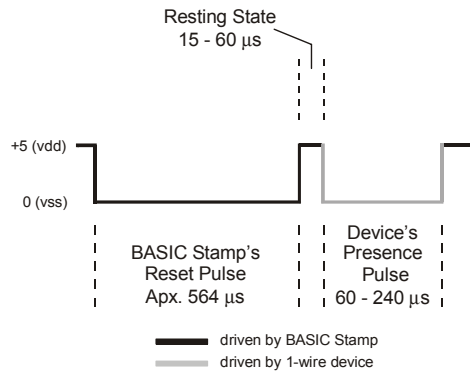 Resting State
15 - 60 μs
+5 (vdd)
0 (vss)
BASIC Stamp's
Reset Pulse
Apx. 564 μs
Device's
Presence
Pulse
60 - 240 μs
driven by BASIC Stamp
driven by 1-wire device